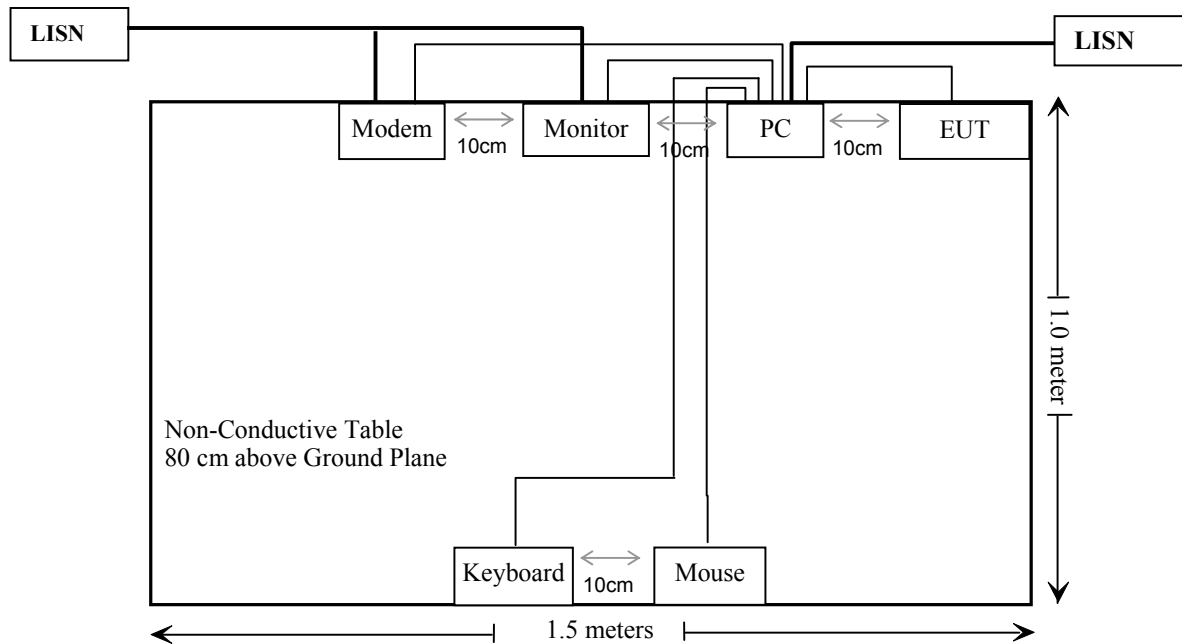 LISN
LISN
Modem
Monitor
PC
EUT
10cm
10cm
10cm
1.0 meter
Non-Conductive Table
80 cm above Ground Plane
Keyboard
Mouse
10cm
1.5 meters